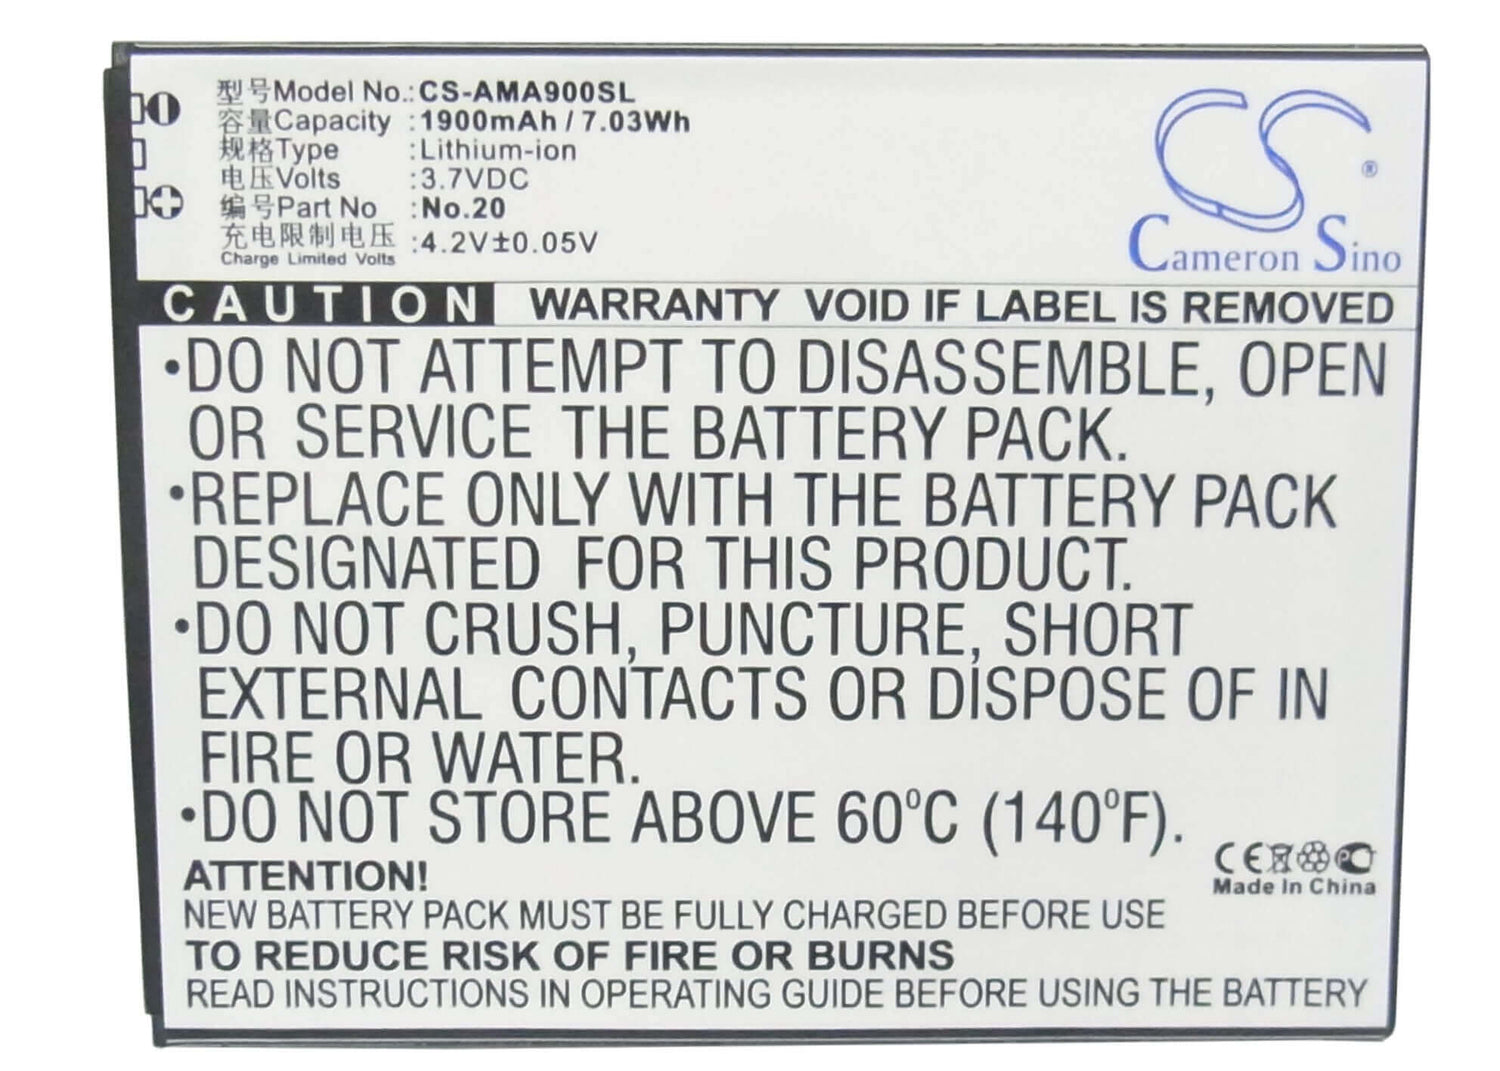 型号Model No.: CS-AMA900SL
容量Capacity : 1900mAh / 7.03Wh
规格Type :Lithium-ion
电压Volts :3.7VDC
编号Part No :No.20
充电限制电压 :4.2V±0.05V
Charge Limited Volts
CS ®
Cameron Sino
CAUTION WARRANTY VOID IF LABEL IS REMOVED
•DO NOT ATTEMPT TO DISASSEMBLE, OPEN
OR SERVICE THE BATTERY PACK.
•REPLACE ONLY WITH THE BATTERY PACK
DESIGNATED FOR THIS PRODUCT.
•DO NOT CRUSH, PUNCTURE, SHORT
EXTERNAL CONTACTS OR DISPOSE OF IN
FIRE OR WATER.
•DO NOT STORE ABOVE 60°C (140°F).
CE
Made In China
ATTENTION!
NEW BATTERY PACK MUST BE FULLY CHARGED BEFORE USE
TO REDUCE RISK OF FIRE OR BURNS
READ INSTRUCTIONS IN OPERATING GUIDE BEFORE USING THE BATTERY